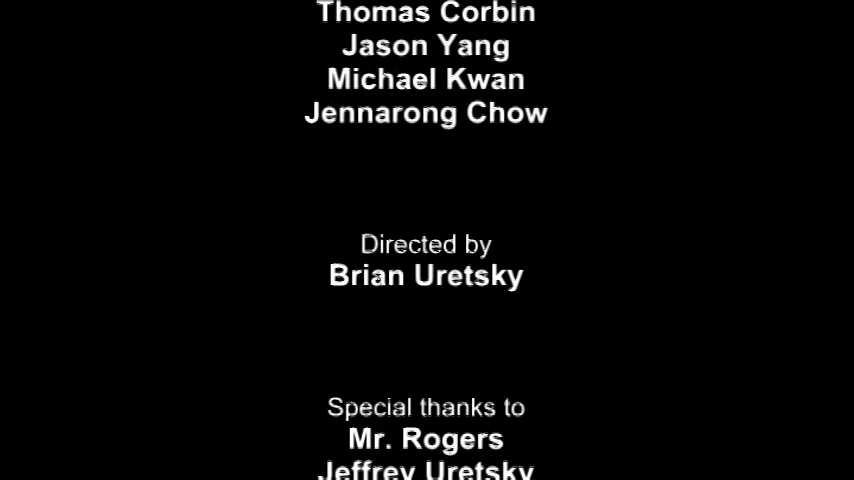 Thomas Corbin
Jason Yang
Michael Kwan
Jennarong Chow
Directed by
Brian Uretsky
Special thanks to
Mr. Rogers
Jeffrey Uretsky